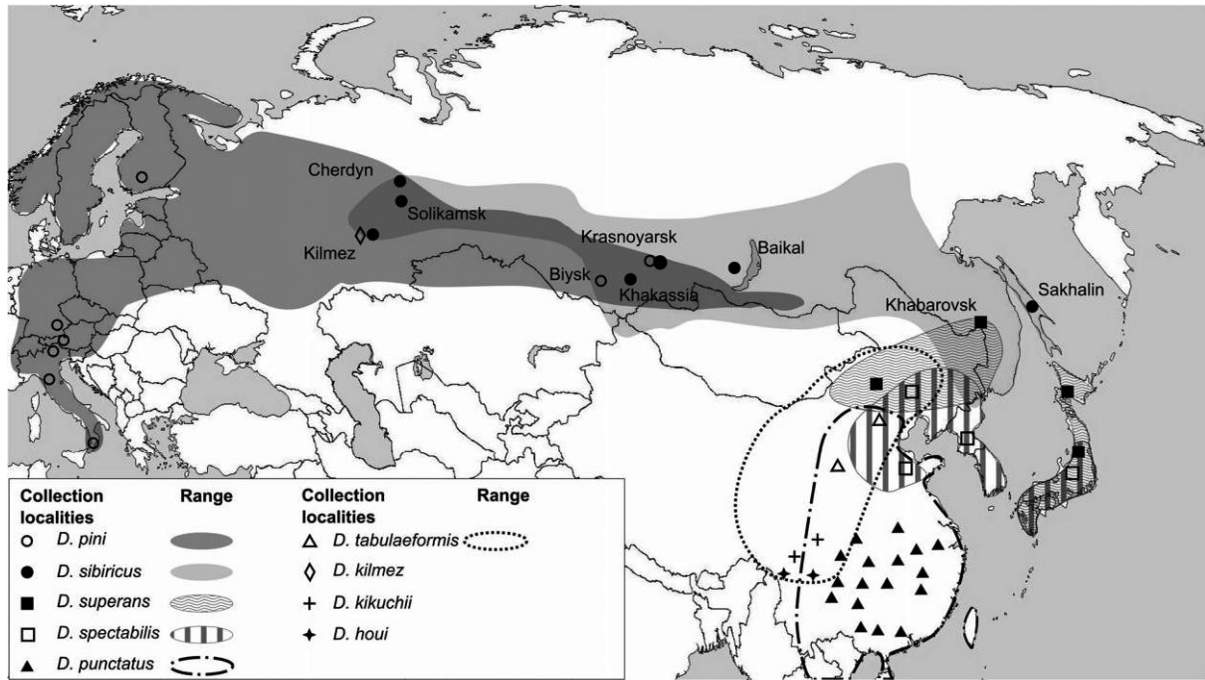 Cherdyn
Solikamsk
Kilmez
Krasnoyarsk
Biysk
Khakassia
Baikal
Khabarovsk
Sakhalin
Collection localities Range
D. pini
D. sibiricus
D. superans
D. spectabilis
D. punctatus
Collection localities Range
D. tabulaeformis
D. kilmez
D. kikuchii
D. houi